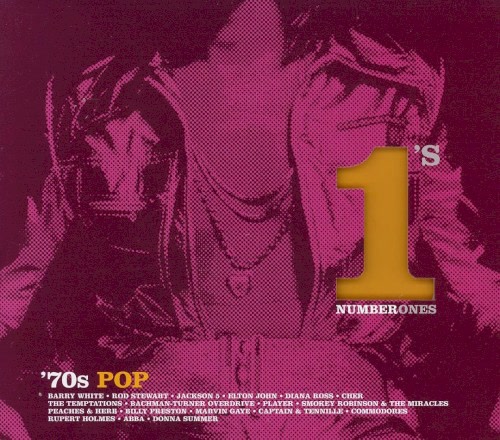 1's
NUMBERONES
'70s POP
BARRY WHITE • ROD STEWART • JACKSON 5 • ELTON JOHN • DIANA ROSS • CHER
THE TEMPTATIONS • BACHMAN-TURNER OVERDRIVE • PLAYER • SMOKEY ROBINSON & THE MIRACLES
PEACHES & HERB • BILLY PRESTON • MARVIN GAYE • CAPTAIN & TENNILLE • COMMODORES
RUPERT HOLMES • ABBA • DONNA SUMMER